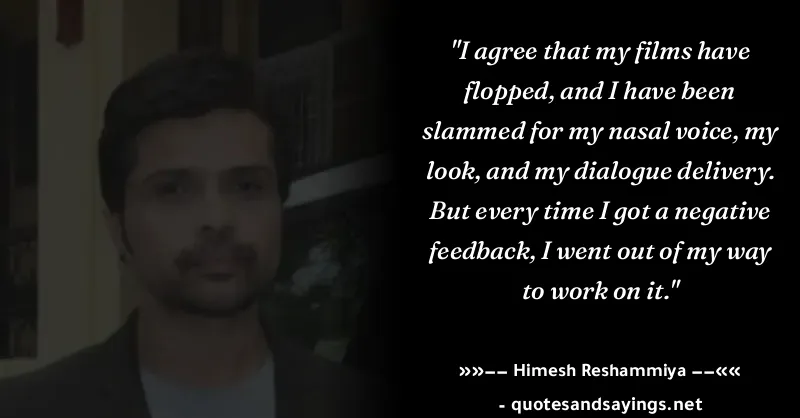 "I agree that my films have
flopped, and I have been
slammed for my nasal voice, my
look, and my dialogue delivery.
But every time I got a negative
feedback, I went out of my way
to work on it."
»»–– Himesh Reshammiya ––««
- quotesandsayings.net